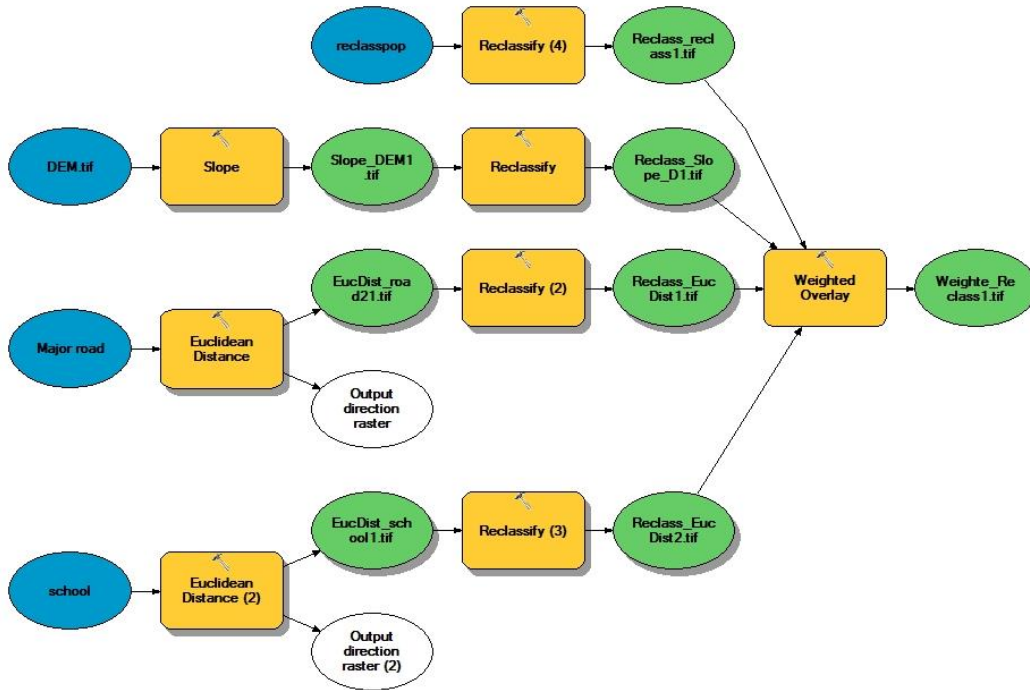 reclasspop
Reclassify (4)
Reclass_recl
ass1.tif
DEM.tif
Slope
Slope_DEM1
.tif
Reclassify
Reclass_Slo
pe_D1.tif
Major road
Euclidean
Distance
EucDist_roa
d21.tif
Reclassify (2)
Reclass_Euc
Dist1.tif
Weighted
Overlay
Weighte_Re
class1.tif
Output
direction
raster
school
Euclidean
Distance (2)
EucDist_sch
ool1.tif
Reclassify (3)
Reclass_Euc
Dist2.tif
Output
direction
raster (2)